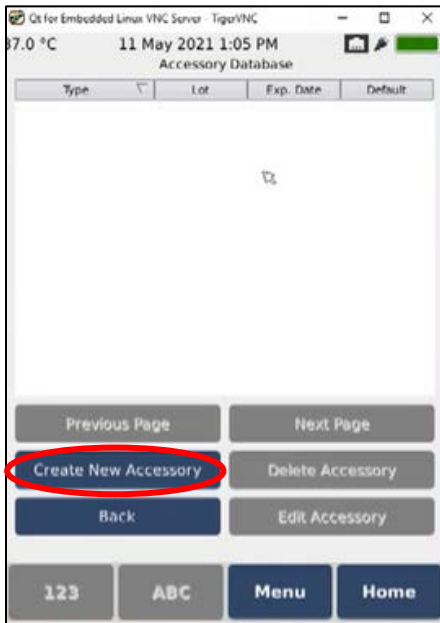 Qt for Embedded Linux VNC Server - TigerVNC
37.0 °C 11 May 2021 1:05 PM
Accessory Database
Type Lot Exp. Date Default
Previous Page Next Page
Create New Accessory Delete Accessory
Back Edit Accessory
123 ABC Menu Home